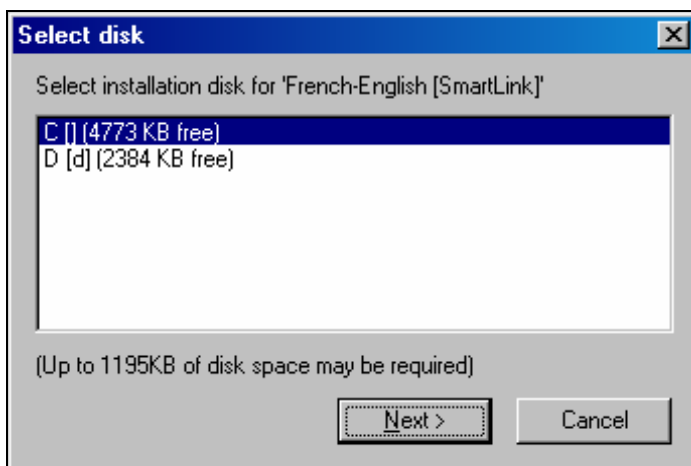 Select disk
Select installation disk for 'French-English [SmartLink]'
C [] (4773 KB free)
D [d] (2384 KB free)
(Up to 1195KB of disk space may be required)
Next >
Cancel